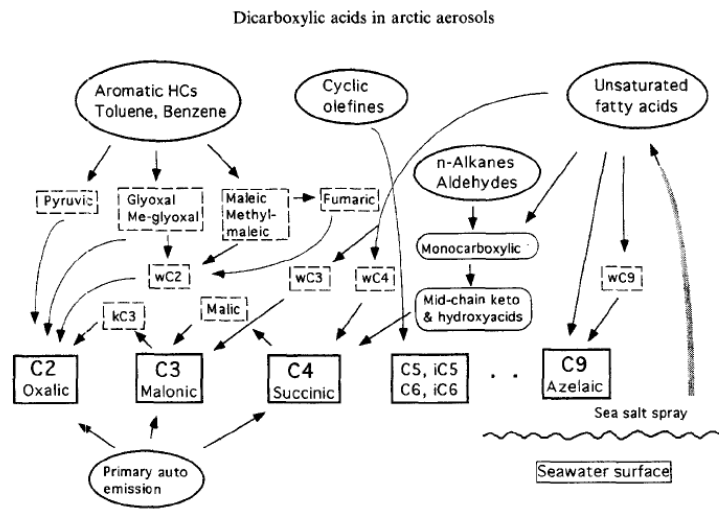 Dicarboxylic acids in arctic aerosols
Aromatic HCs
Toluene, Benzene
Cyclic
olefines
Unsaturated
fatty acids
n-Alkanes
Aldehydes
Pyruvic
Glyoxal
Me-glyoxal
Maleic
Methyl-
maleic
Fumaric
Monocarboxylic
wC2
wC3
wC4
wC9
kC3
Malic
Mid-chain keto
& hydroxyacids
C2
Oxalic
C3
Malonic
C4
Succinic
C5, iC5
C6, iC6
. .
C9
Azelaic
Sea salt spray
Primary auto
emission
Seawater surface